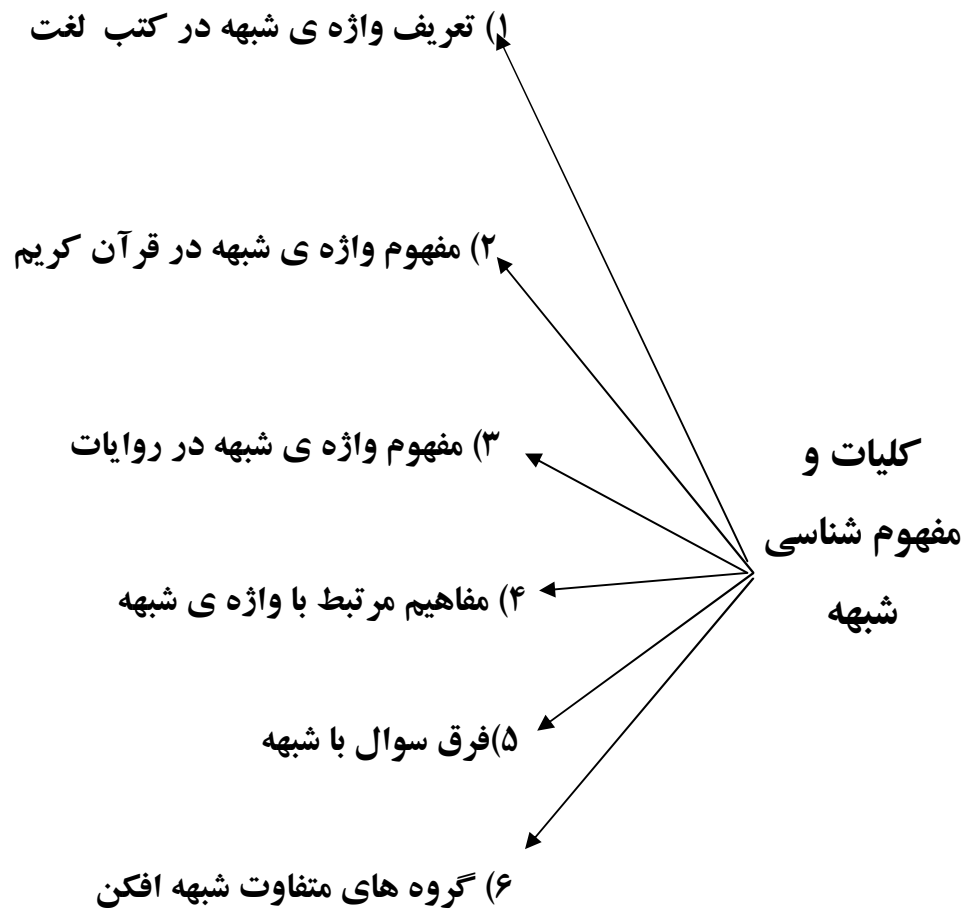 کلیات و
مفهوم شناسی
شبهه
۱) تعریف واژه ی شبهه در کتب لغت
۲) مفهوم واژه ی شبهه در قرآن کریم
۳) مفهوم واژه ی شبهه در روایات
۴) مفاهیم مرتبط با واژه ی شبهه
۵)فرق سوال با شبهه
۶) گروه های متفاوت شبهه افکن